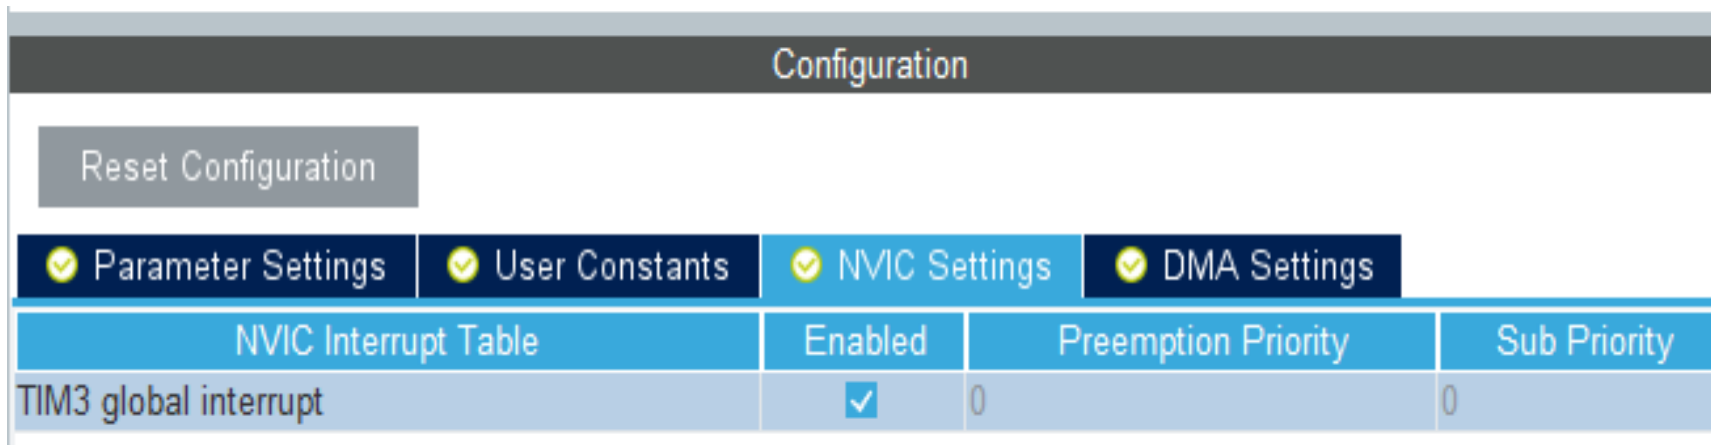 Configuration
Reset Configuration
Parameter Settings User Constants NVIC Settings DMA Settings
NVIC Interrupt Table Enabled Preemption Priority Sub Priority
TIM3 global interrupt 0 0